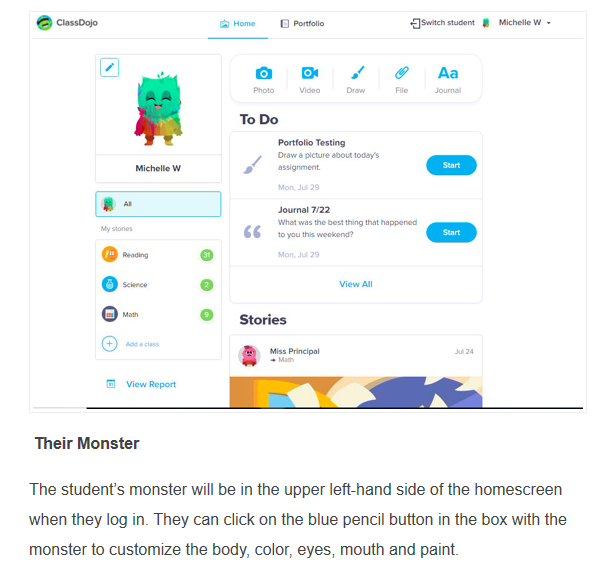 ClassDojo
Home
Portfolio
Switch student
Michelle W
Michelle W
All
My stories
Reading
31
Science
2
Math
9
Add a class
View Report
Photo
Video
Draw
File
Aa
Journal
To Do
Portfolio Testing
Draw a picture about today's
assignment.
Mon, Jul 29
Start
Journal 7/22
What was the best thing that happened
to you this weekend?
Mon, Jul 29
Start
View All
Stories
Miss Principal
Math
Jul 24
Their Monster
The student’s monster will be in the upper left-hand side of the homescreen
when they log in. They can click on the blue pencil button in the box with the
monster to customize the body, color, eyes, mouth and paint.